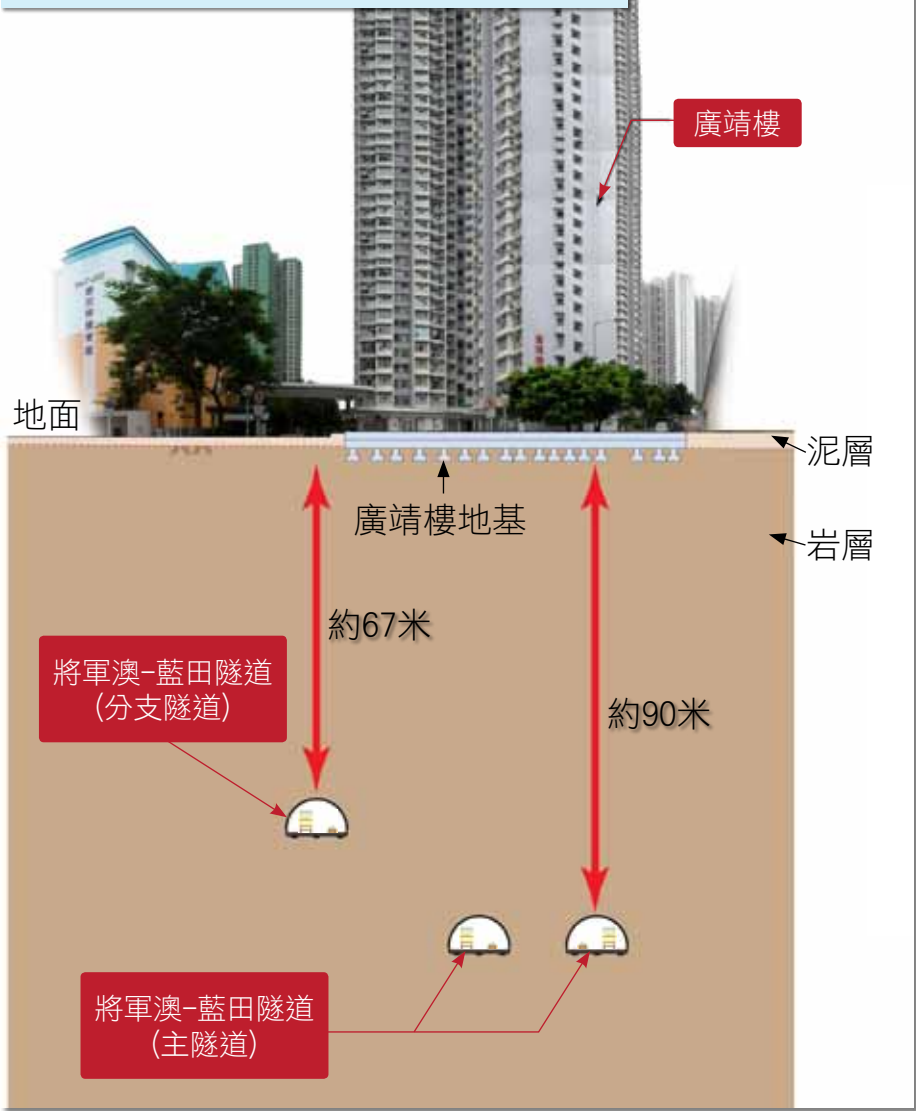 廣靖樓
地面
泥層
廣靖樓地基
岩層
約67米
將軍澳-藍田隧道
(分支隧道)
約90米
將軍澳-藍田隧道
(主隧道)